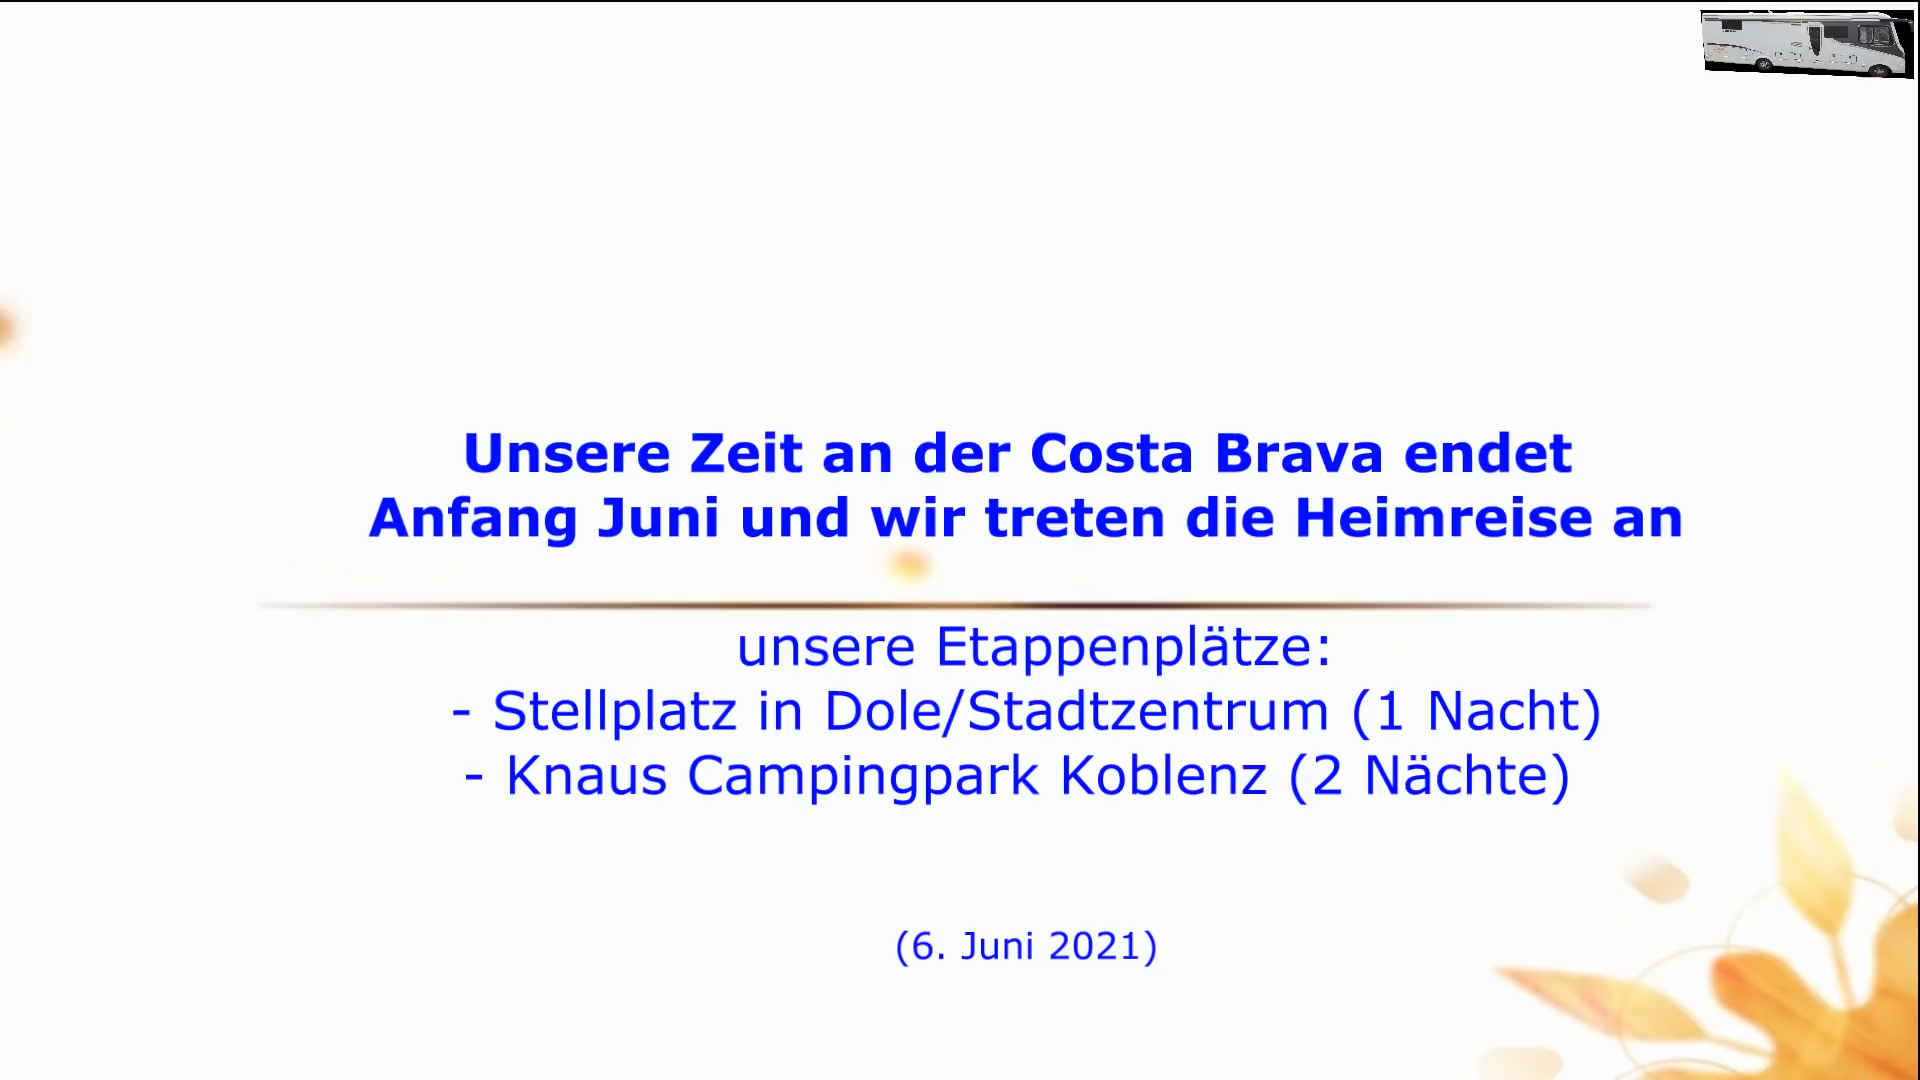 Unsere Zeit an der Costa Brava endet
Anfang Juni und wir treten die Heimreise an
unsere Etappenplätze:
- Stellplatz in Dole/Stadtzentrum (1 Nacht)
- Knaus Campingpark Koblenz (2 Nächte)
(6. Juni 2021)